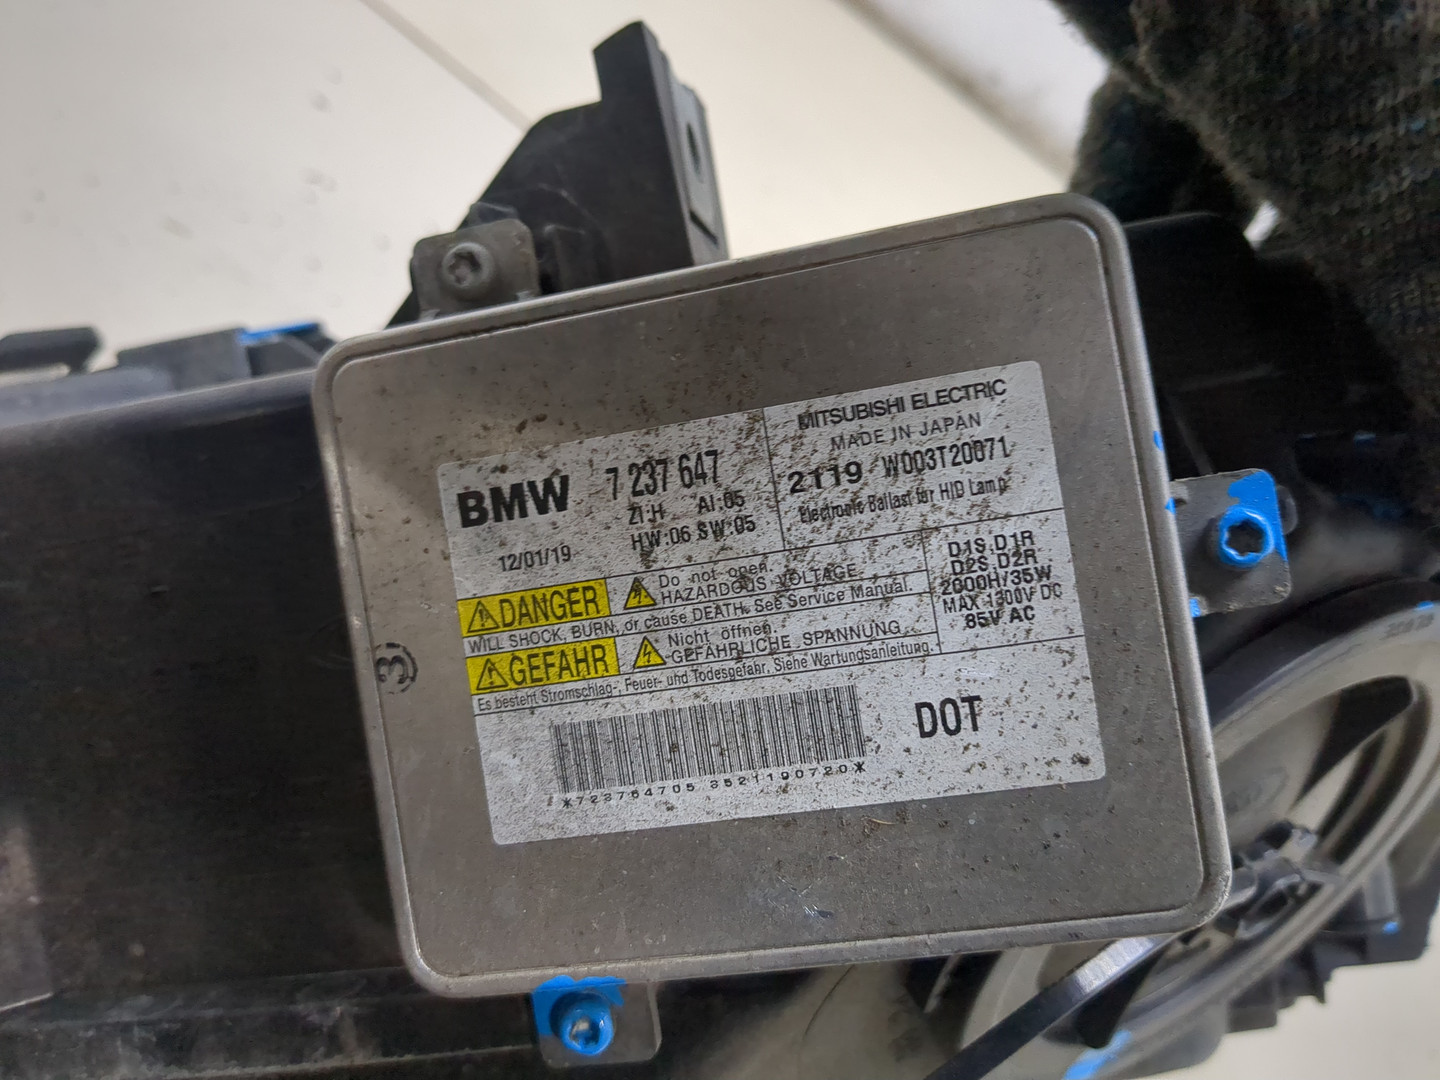 BMW 7 237 647
ZI:H AI:05
12/01/19 HW:06 SW:05
MITSUBISHI ELECTRIC
MADE IN JAPAN
2119 W003T20071
Electronic Ballast for HID Lamp
DANGER
Do not open.
HAZARDOUS VOLTAGE
WILL SHOCK, BURN, or cause DEATH. See Service Manual.
GEFAHR
Nicht öffnen.
GEFÄHRLICHE SPANNUNG
Es besteht Stromschlag-, Feuer- und Todesgefahr. Siehe Wartungsanleitung.
D1S, D1R
D2S, D2R
2000H/35W
MAX 1300V DC
85V AC
*723764705 3521190720*
DOT
3